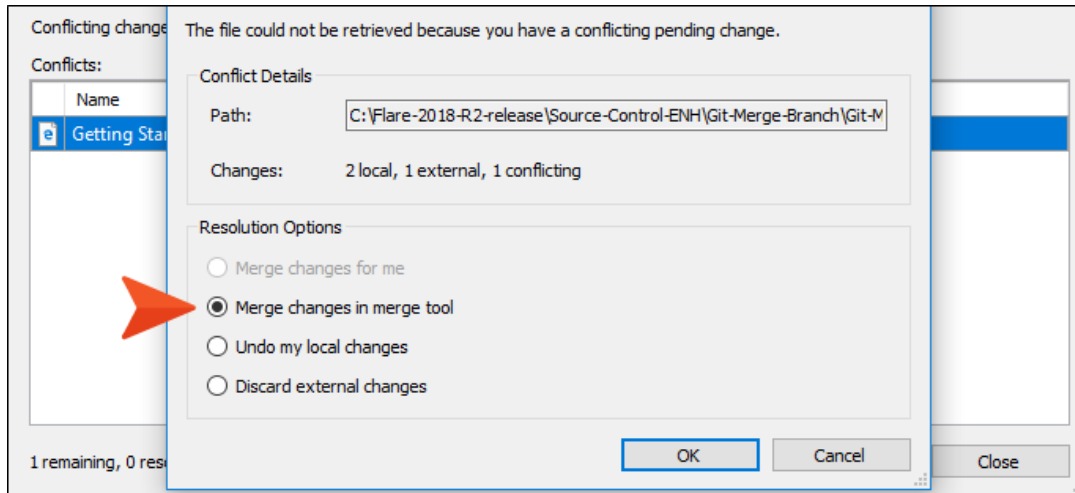 Conflicting change
The file could not be retrieved because you have a conflicting pending change.
Conflicts:
Name
Getting Star
Conflict Details
Path:
C:\Flare-2018-R2-release\Source-Control-ENH\Git-Merge-Branch\Git-M
Changes:
2 local, 1 external, 1 conflicting
Resolution Options
Merge changes for me
Merge changes in merge tool
Undo my local changes
Discard external changes
OK
Cancel
1 remaining, 0 res
Close